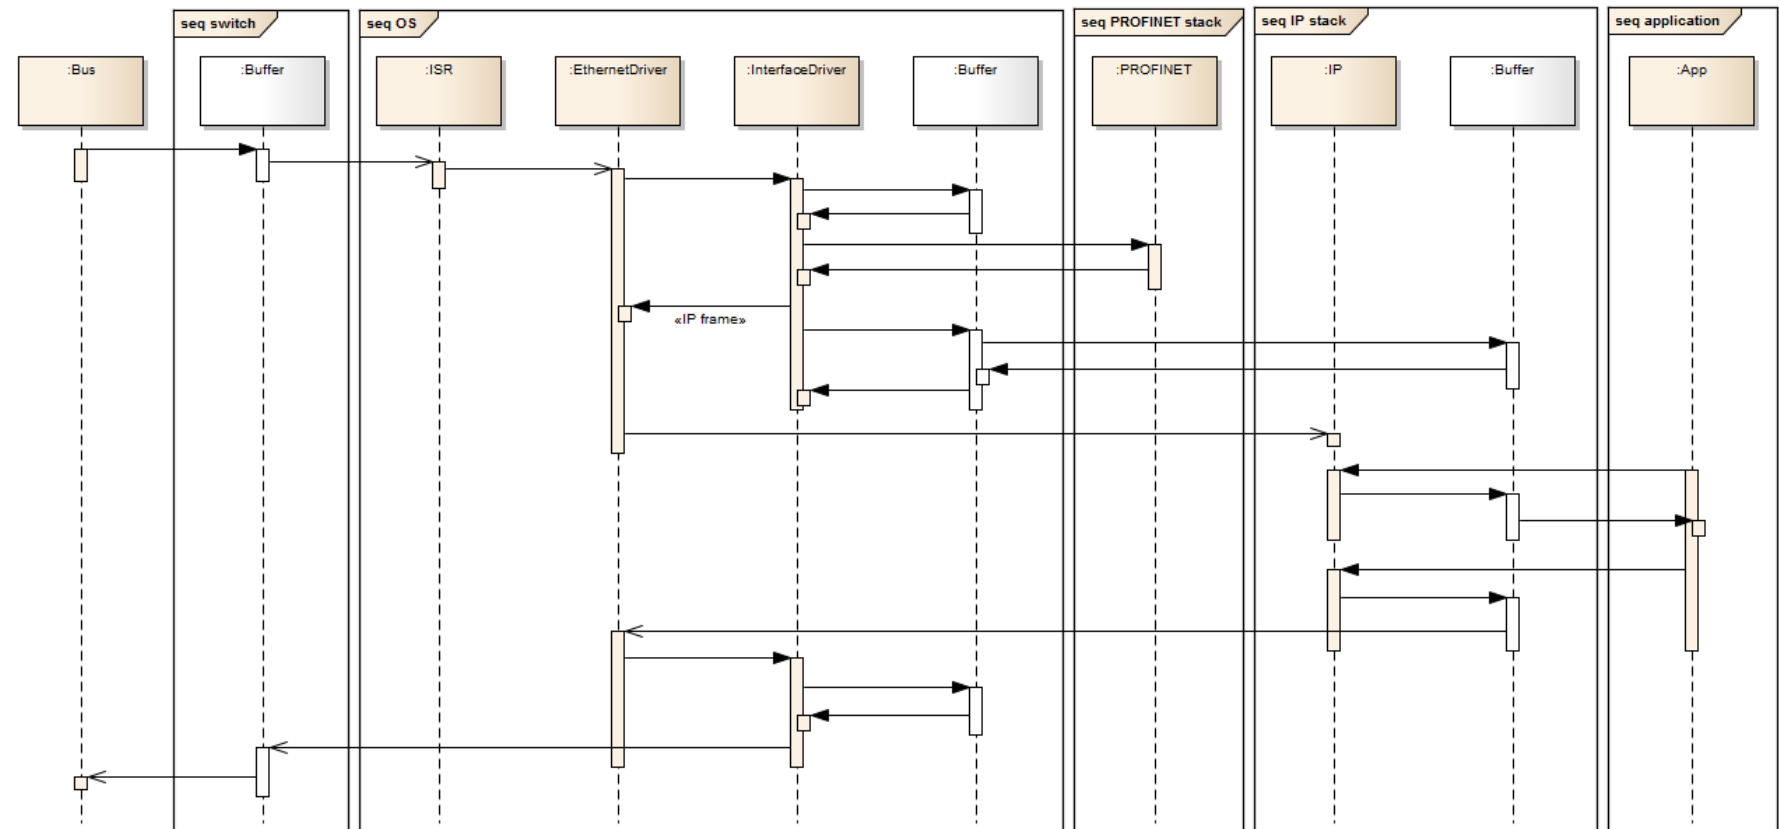 seq switch
seq OS
seq PROFINET stack
seq IP stack
seq application
:Bus
:Buffer
:ISR
:EthernetDriver
:InterfaceDriver
:Buffer
:PROFINET
:IP
:Buffer
:App
«IP frame»